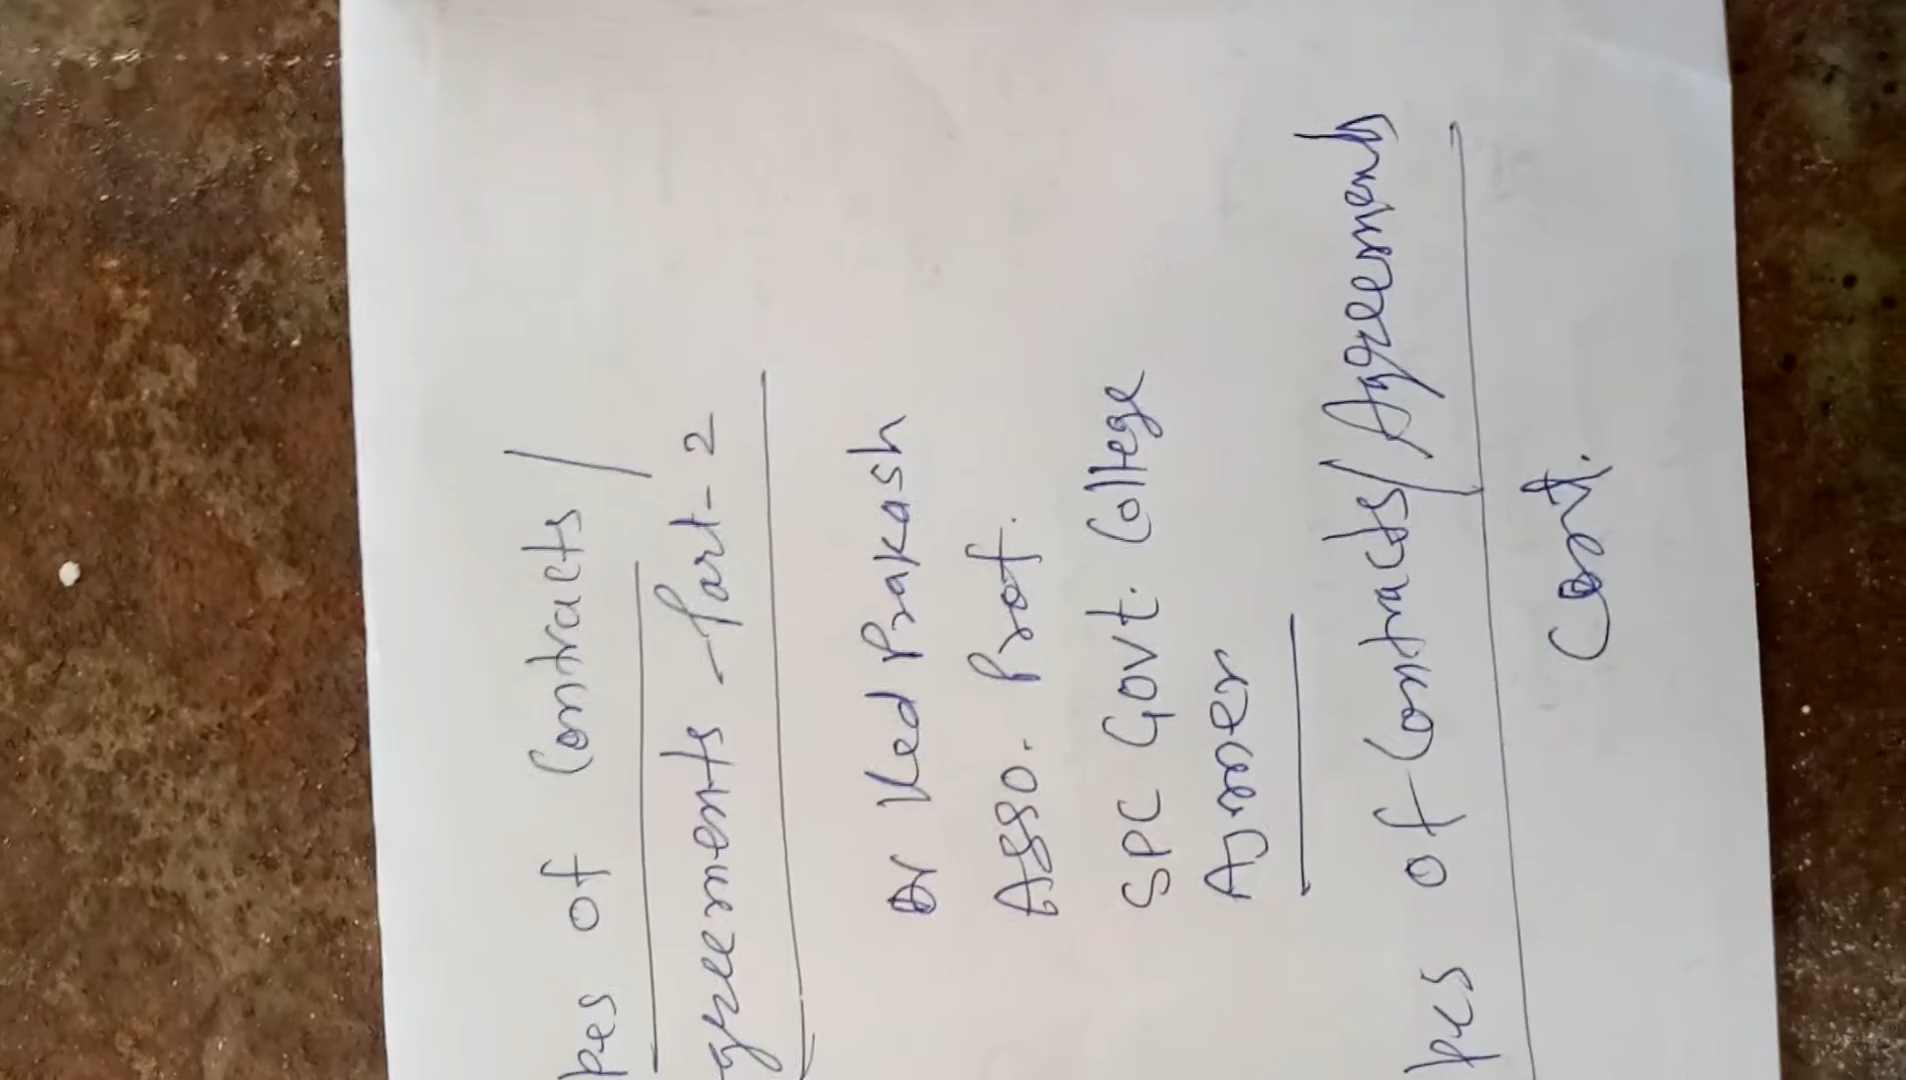 pes of Contracts/
greements - Part-2
Dr Ved Prakash
Asso. Prof.
SPC Govt. College
Ajmer
pes of Contracts/Agreements
Cont.